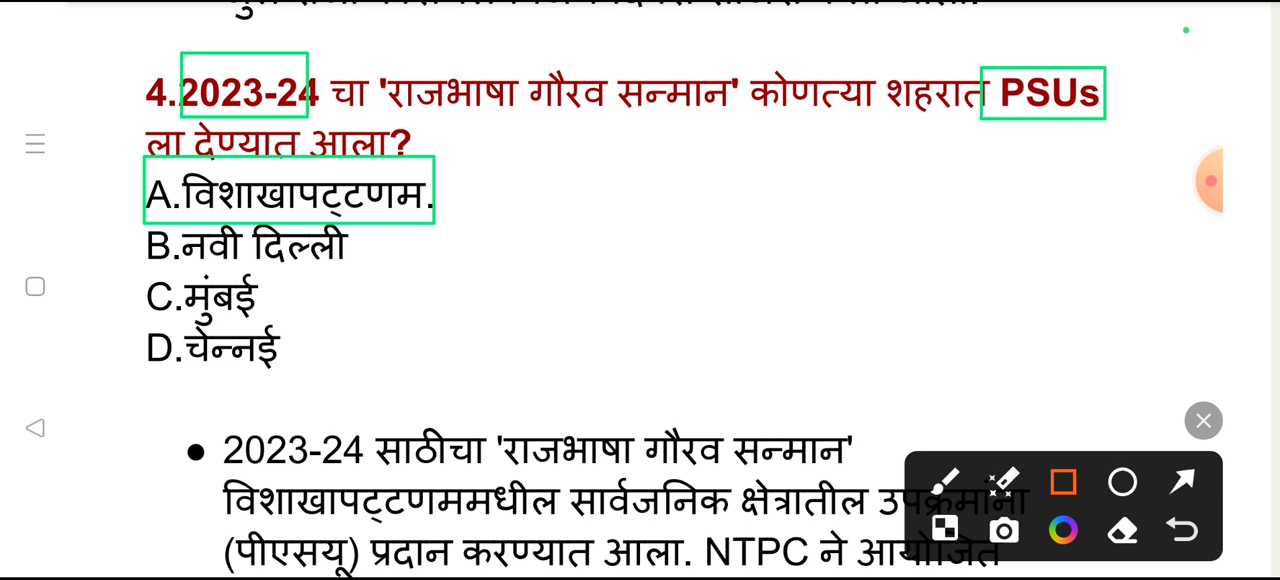 4.2023-24 चा 'राजभाषा गौरव सन्मान' कोणत्या शहरात PSUs
ला देण्यात आला?
A.विशाखापट्टणम.
B.नवी दिल्ली
C.मुंबई
D.चेन्नई
● 2023-24 साठीचा 'राजभाषा गौरव सन्मान'
विशाखापट्टणममधील सार्वजनिक क्षेत्रातील उपक्रमांना
(पीएसयू) प्रदान करण्यात आला. NTPC ने आयोजित